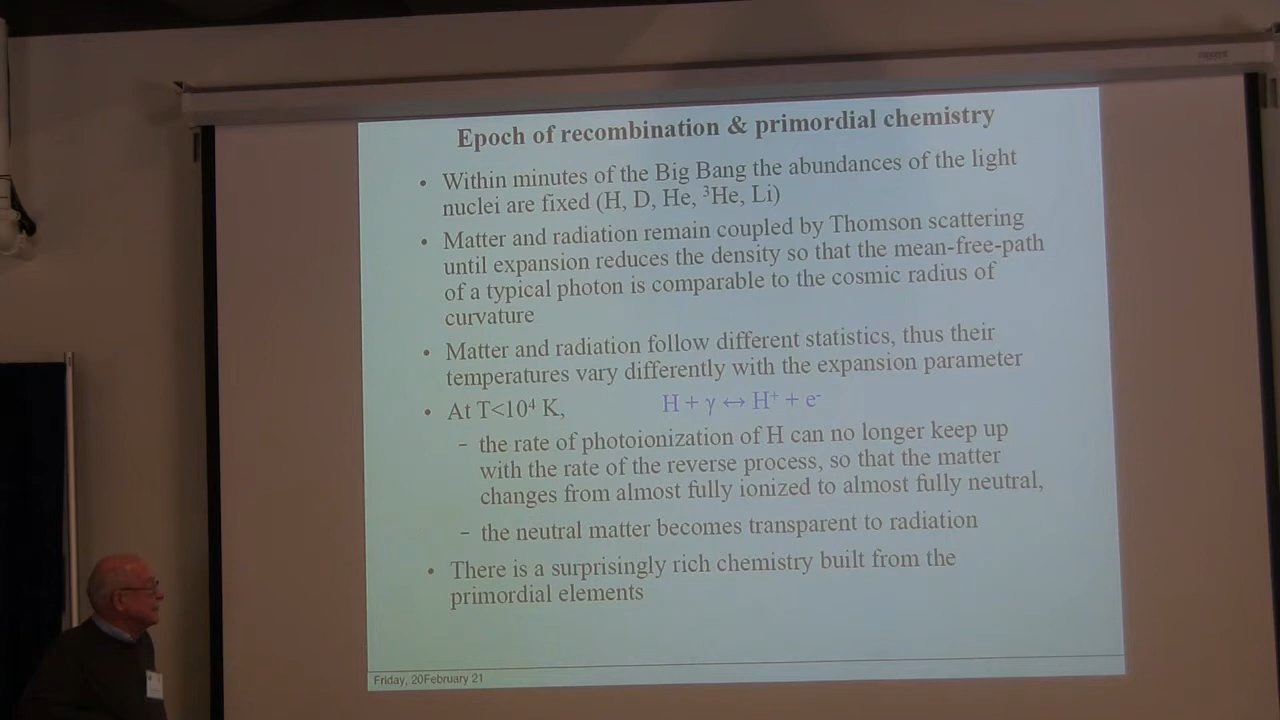 Epoch of recombination & primordial chemistry
• Within minutes of the Big Bang the abundances of the light
nuclei are fixed (H, D, He, ³He, Li)
• Matter and radiation remain coupled by Thomson scattering
until expansion reduces the density so that the mean-free-path
of a typical photon is comparable to the cosmic radius of
curvature
• Matter and radiation follow different statistics, thus their
temperatures vary differently with the expansion parameter
• At T<10⁴ K, H + γ ↔ H⁺ + e⁻
– the rate of photoionization of H can no longer keep up
with the rate of the reverse process, so that the matter
changes from almost fully ionized to almost fully neutral,
– the neutral matter becomes transparent to radiation
• There is a surprisingly rich chemistry built from the
primordial elements
Friday, 20February 21